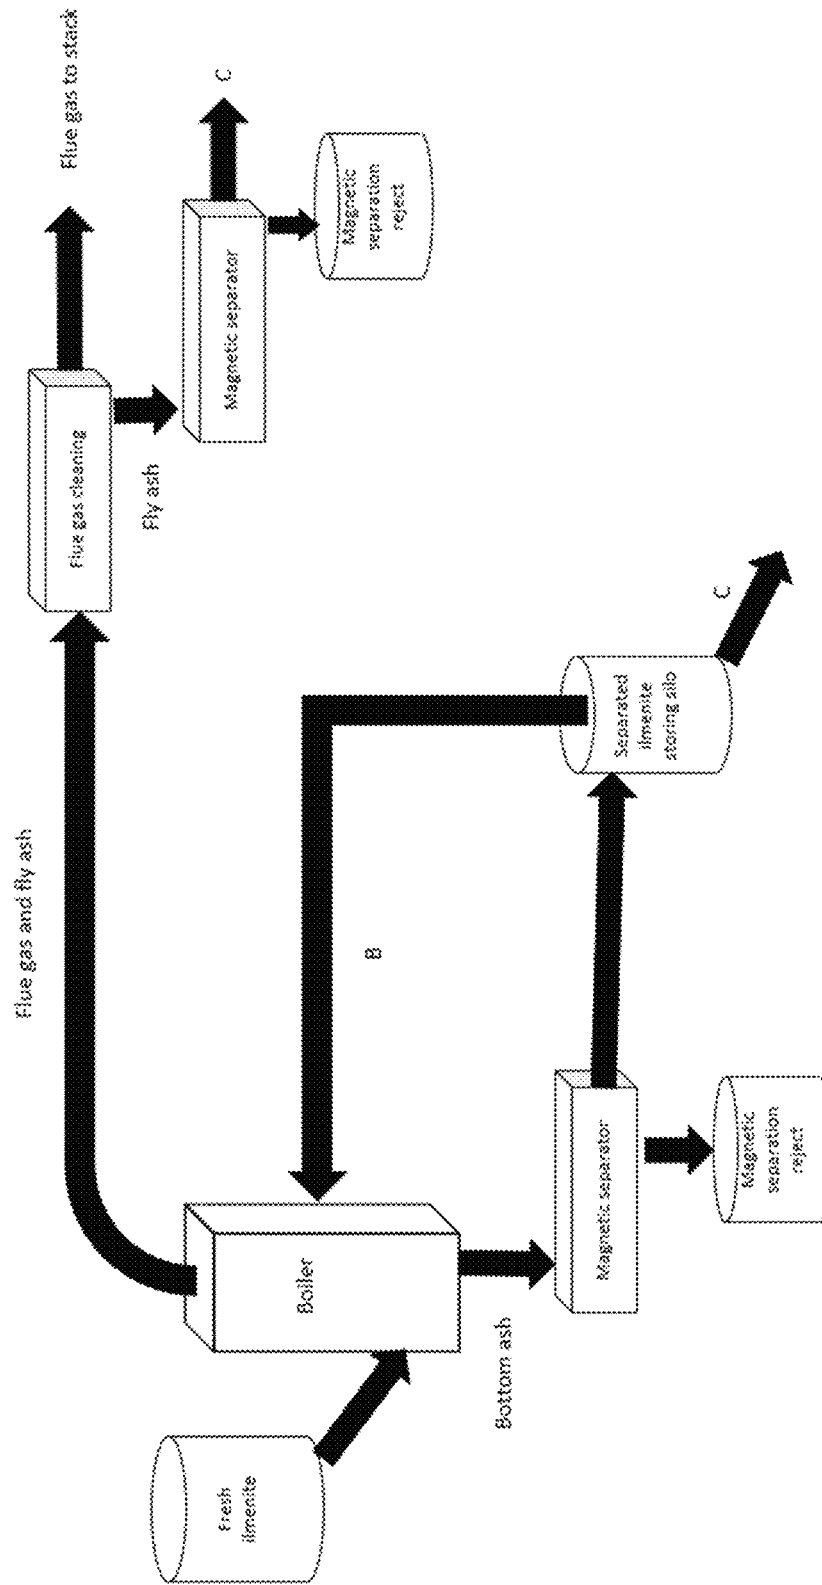 Flue gas to stack
Flue gas and fly ash
Flue gas cleaning
Fly ash
C
Magnetic separator
Magnetic
separation
reject
B
Fresh
ilmenite
Boiler
Bottom ash
Magnetic separator
Magnetic
separation
reject
Separated
ilmenite
storing silo
C